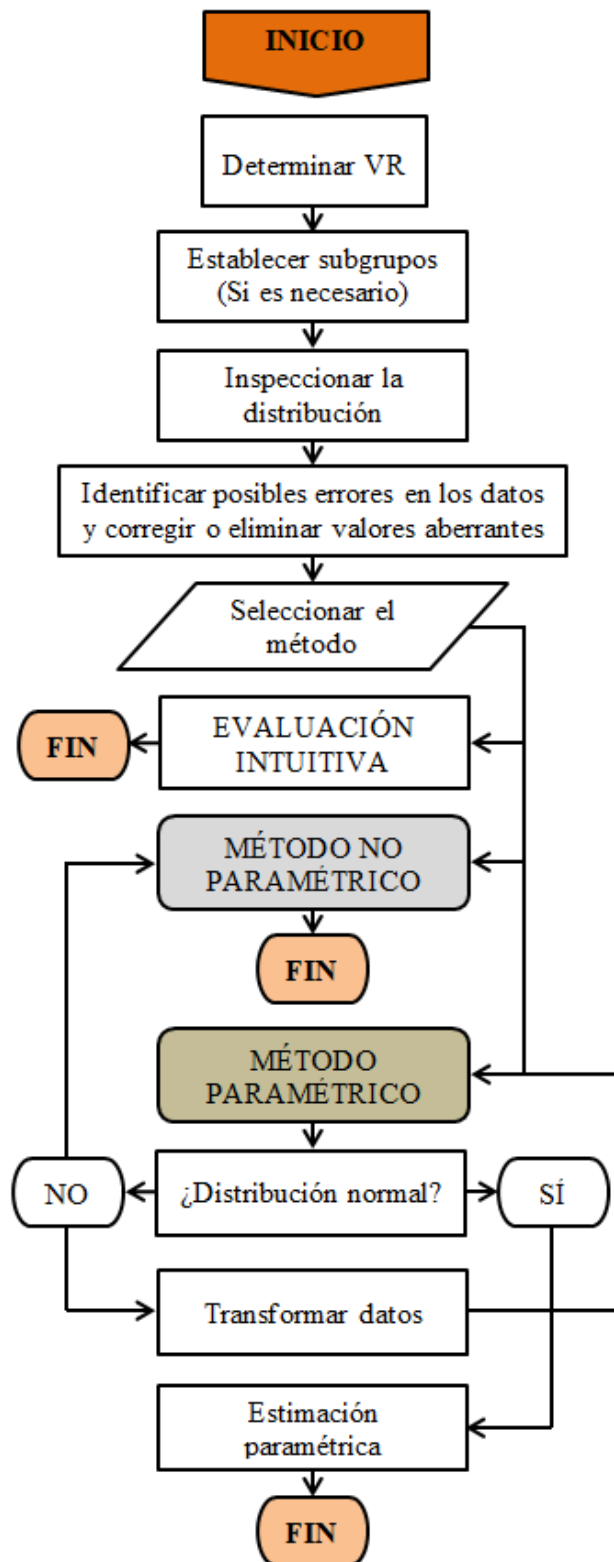 INICIO
Determinar VR
Establecer subgrupos
(Si es necesario)
Inspeccionar la
distribución
Identificar posibles errores en los datos
y corregir o eliminar valores aberrantes
Seleccionar el
método
EVALUACIÓN
INTUITIVA
FIN
MÉTODO NO
PARAMÉTRICO
FIN
MÉTODO
PARAMÉTRICO
NO
¿Distribución normal?
SÍ
Transformar datos
Estimación
paramétrica
FIN